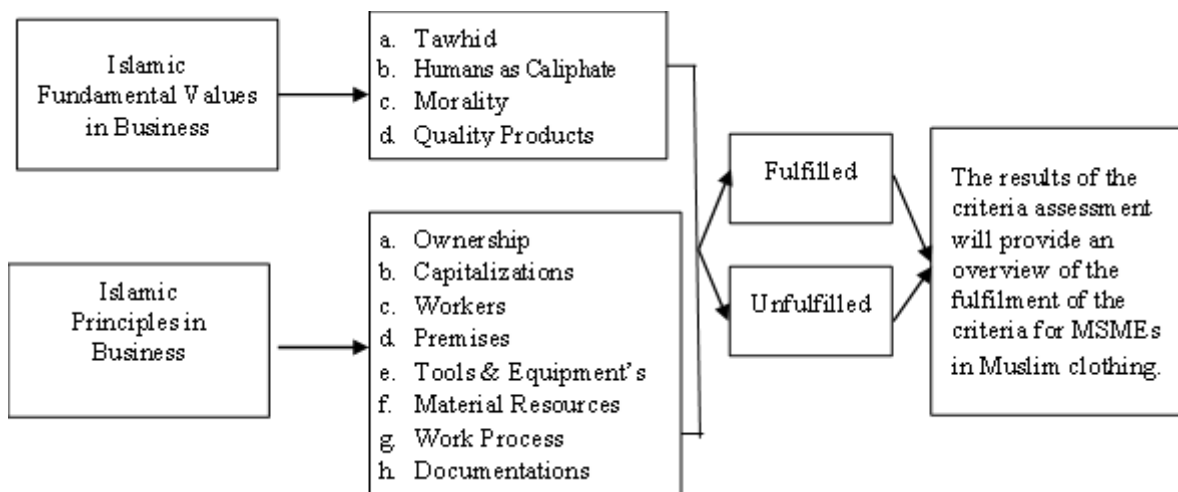 Islamic
Fundamental Values
in Business
a. Tawhid
b. Humans as Caliphate
c. Morality
d. Quality Products
Islamic
Principles in
Business
a. Ownership
b. Capitalizations
c. Workers
d. Premises
e. Tools & Equipment's
f. Material Resources
g. Work Process
h. Documentations
Fulfilled
Unfulfilled
The results of the
criteria assessment
will provide an
overview of the
fulfilment of the
criteria for MSMEs
in Muslim clothing.